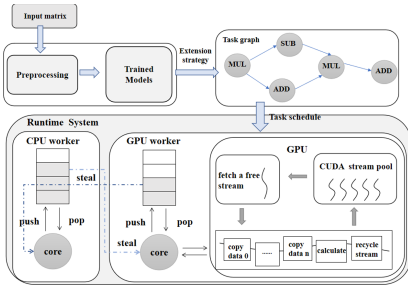 Input matrix
Preprocessing
Trained
Models
Extension
strategy
Task graph
MUL
SUB
ADD
MUL
ADD
Task schedule
Runtime System
CPU worker
steal
push
pop
core
GPU worker
push
pop
steal
core
GPU
fetch a free
stream
CUDA stream pool
copy
data 0
......
copy
data n
calculate
recycle
stream